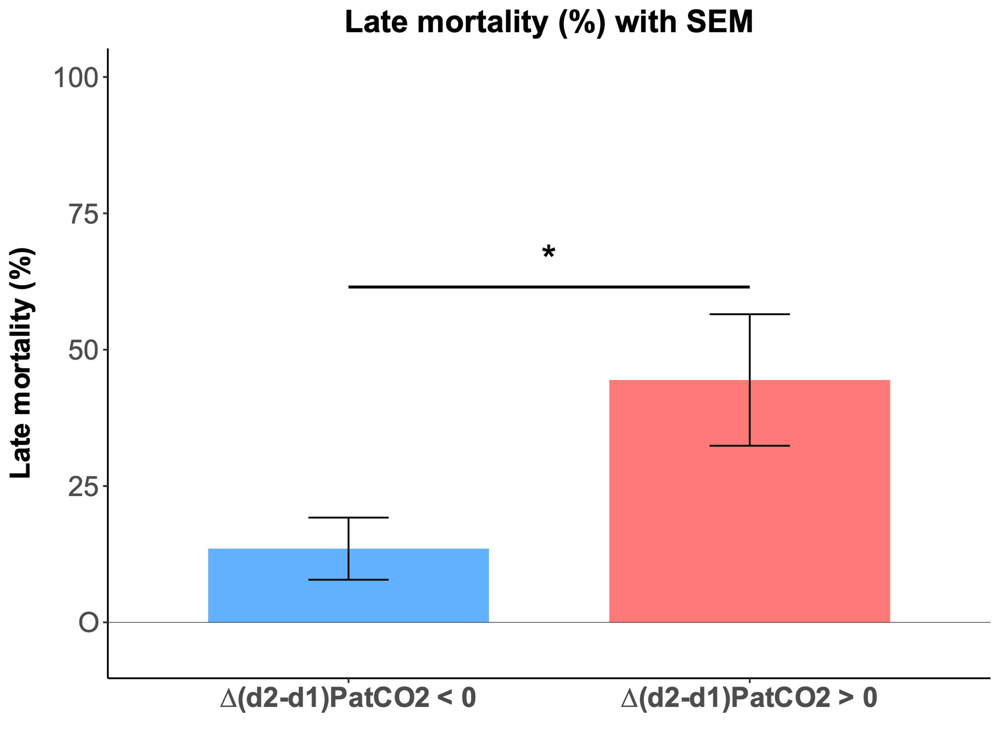 Late mortality (%) with SEM
Late mortality (%)
100
75
50
25
O
*
Δ(d2-d1)PatCO2 < 0
Δ(d2-d1)PatCO2 > 0